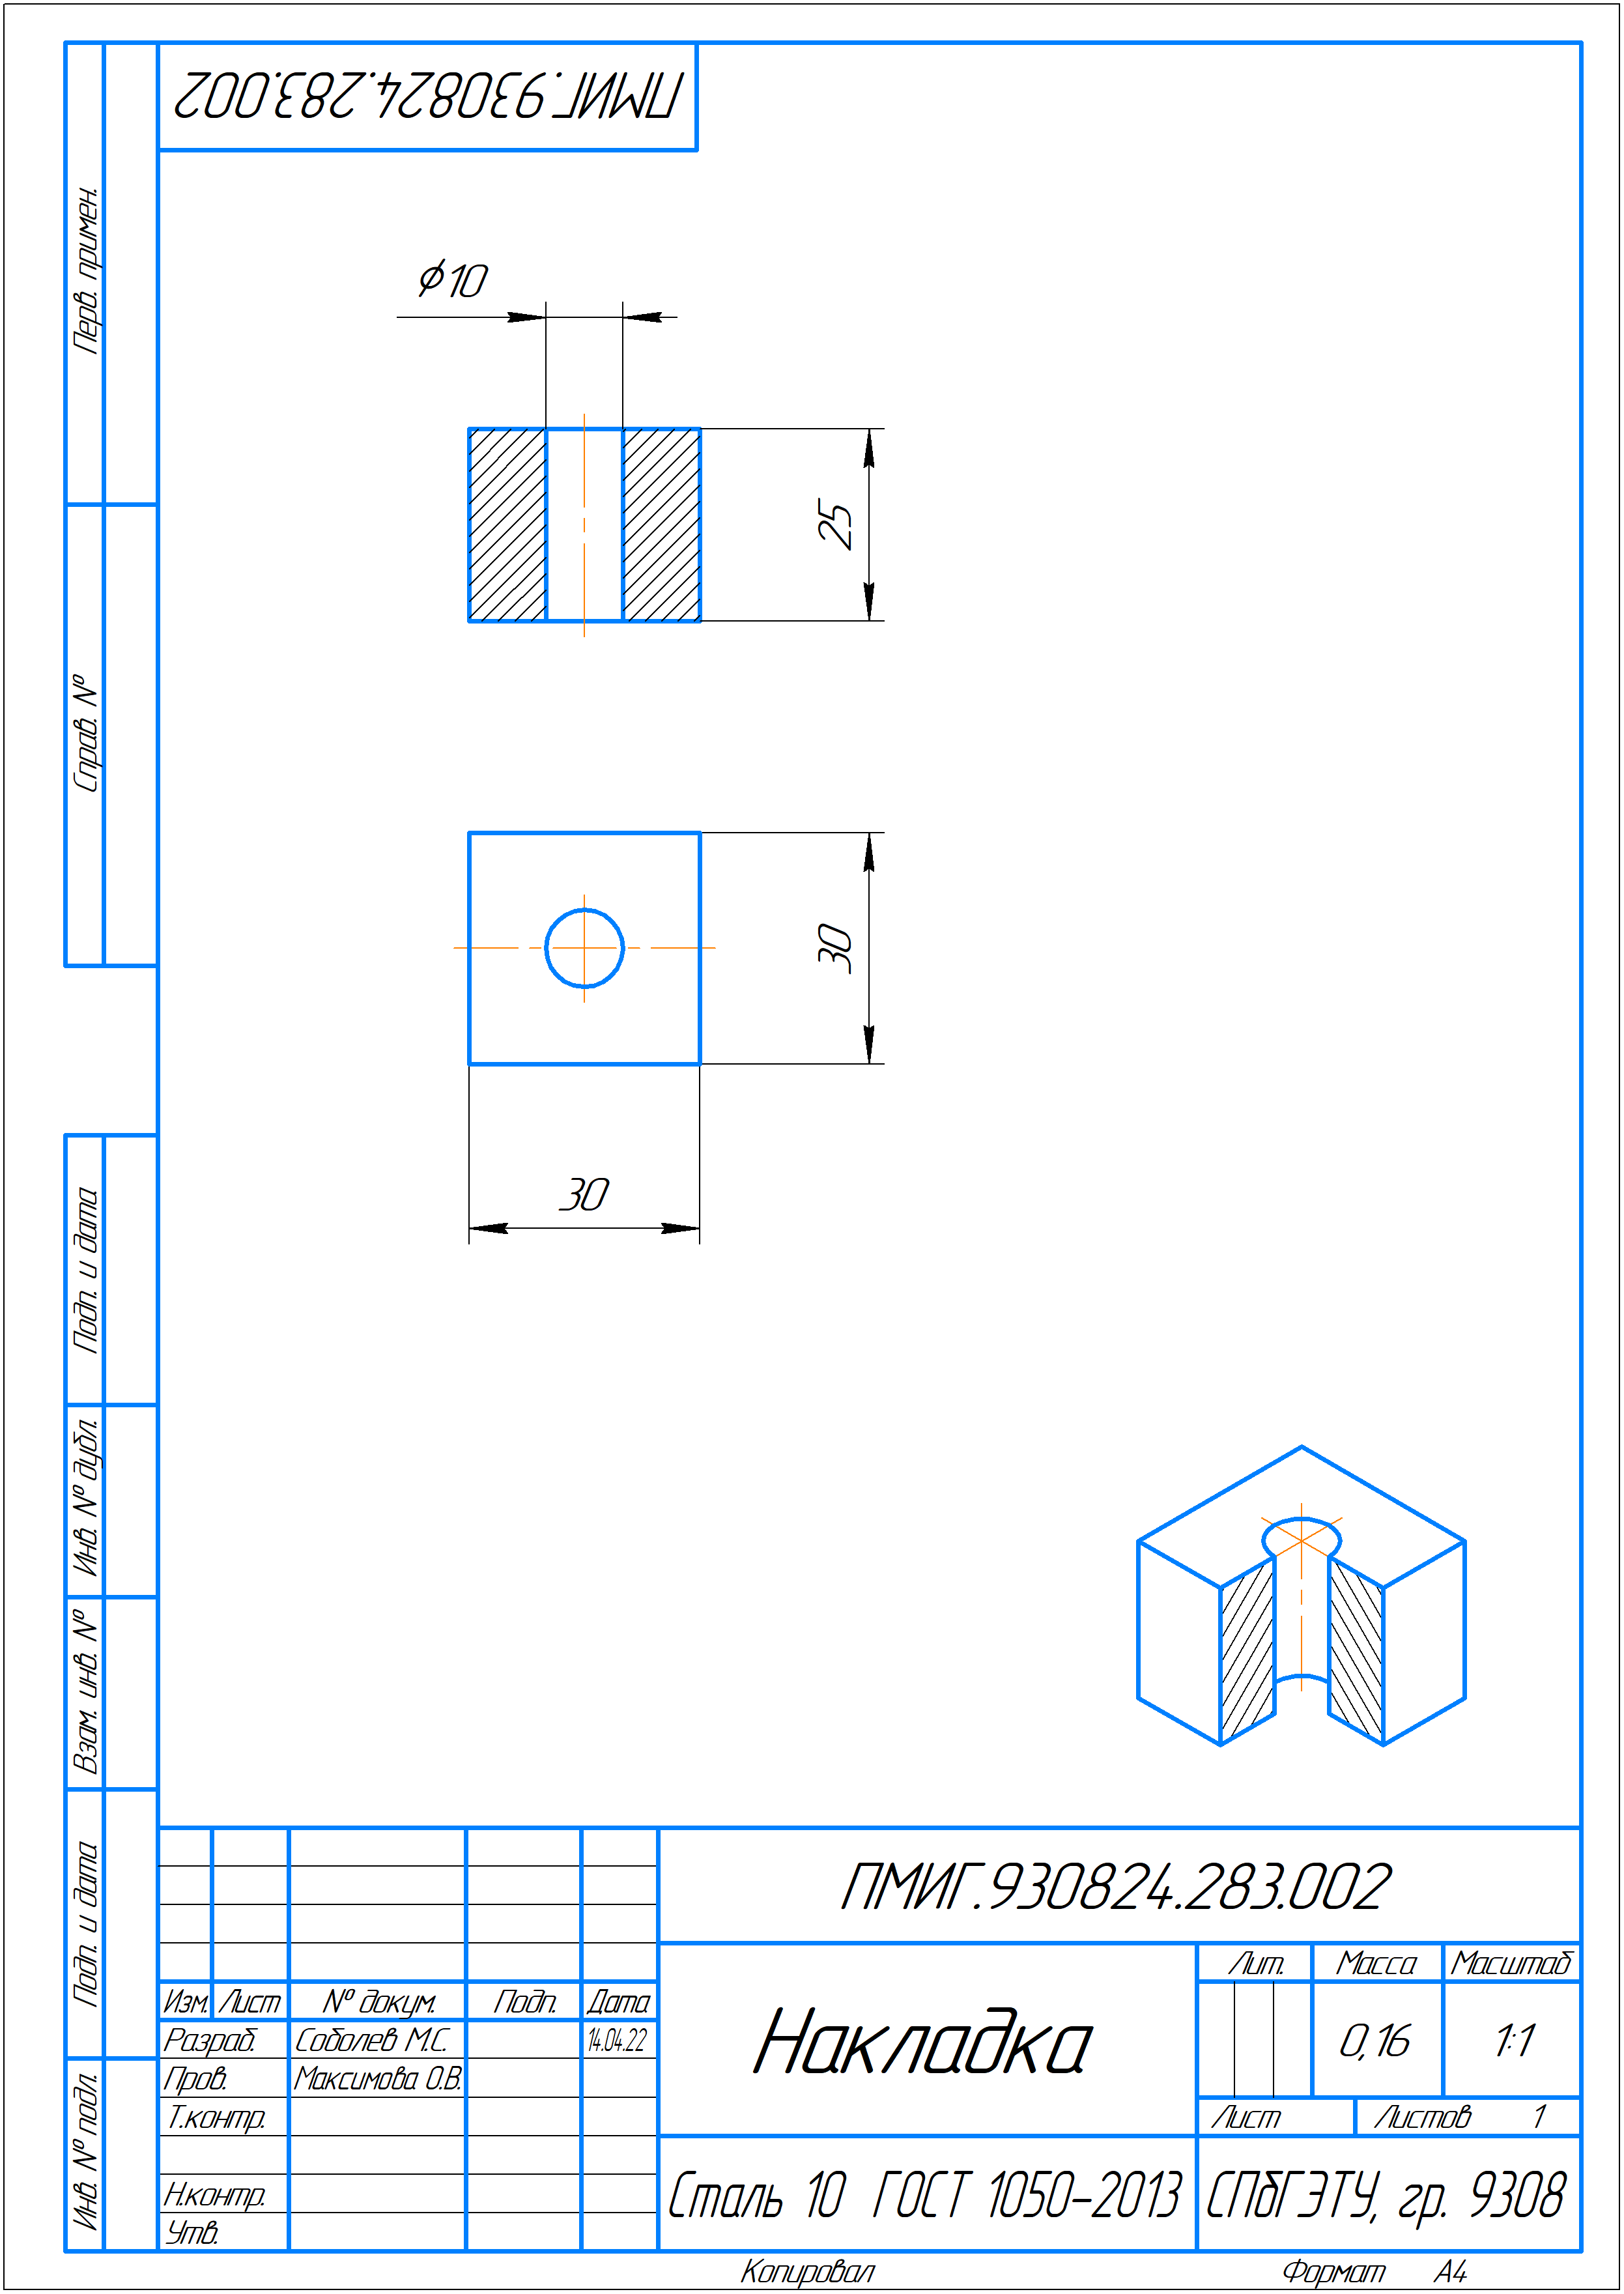 ПМИГ.930824.283.002
Перв. примен.
Справ. №
Подп. и дата
Инв. № дубл.
Взам. инв. №
Подп. и дата
Инв. № подл.
⌀10
25
30
30
ПМИГ.930824.283.002
Изм. Лист № докум. Подп. Дата
Разраб. Соболев М.С. 14.04.22
Пров. Максимова О.В.
Т.контр.
Н.контр.
Утв.
Накладка
Лит. Масса Масштаб
0,16 1:1
Лист Листов 1
Сталь 10 ГОСТ 1050-2013
СПбГЭТУ, гр. 9308
Копировал Формат А4